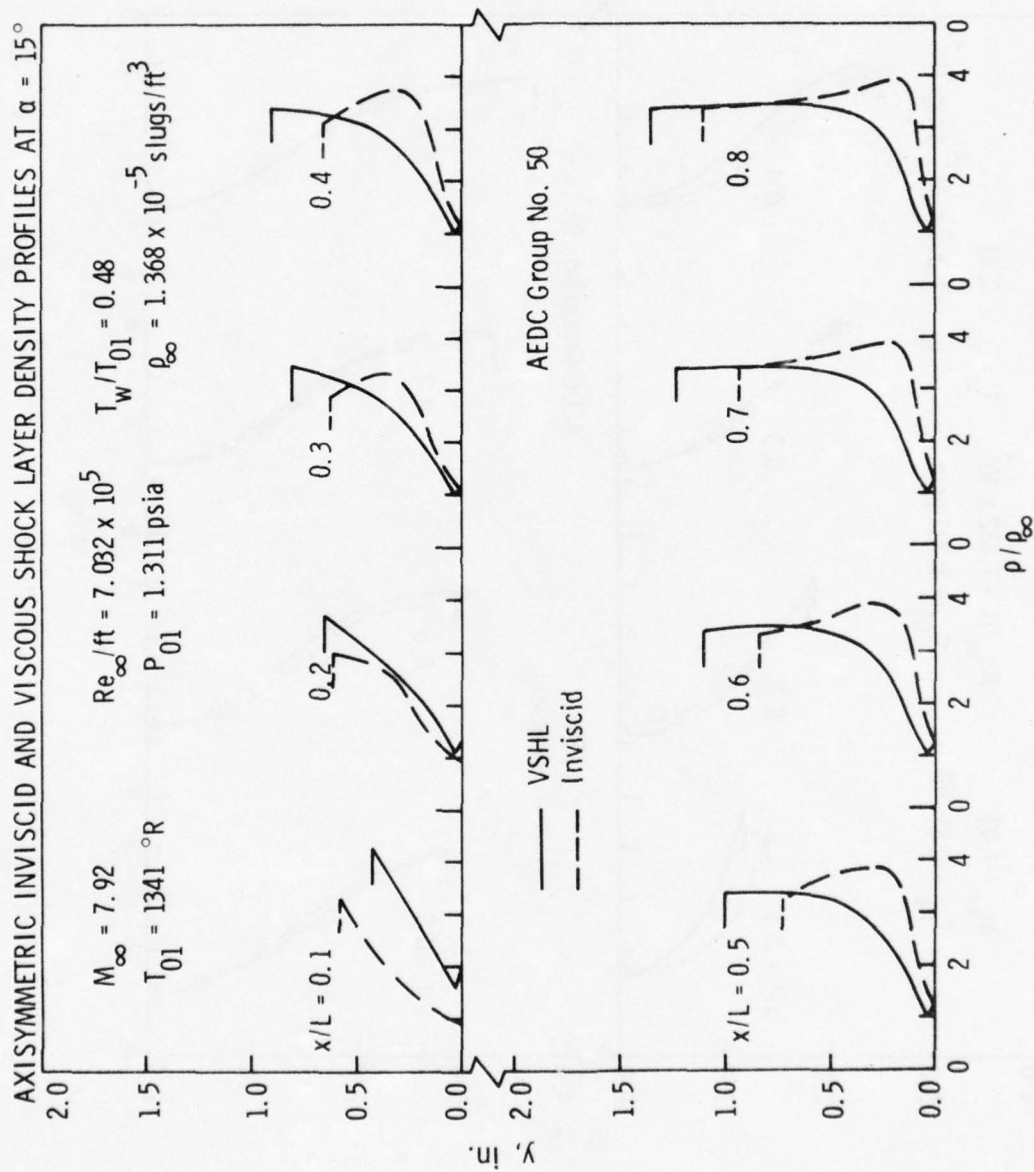 AXISYMMETRIC INVISCID AND VISCOUS SHOCK LAYER DENSITY PROFILES AT α = 15°
M∞ = 7.92 Re∞/ft = 7.032 x 10⁵ Tw/T01 = 0.48
T01 = 1341 °R P01 = 1.311 psia ρ∞ = 1.368 x 10⁻⁵ slugs/ft³
2.0
1.5
1.0
0.5
0.0
x/L = 0.1
0.2
0.3
0.4
y, in.
VSHL
Inviscid
AEDC Group No. 50
2.0
1.5
1.0
0.5
0.0
x/L = 0.5
0.6
0.7
0.8
0 2 4 0 2 4 0 2 4 0 2 4 0
ρ/ρ∞